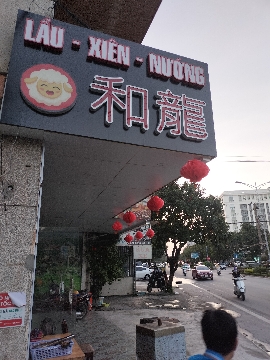 LẨU - XIÊN - NƯỚNG
和龍